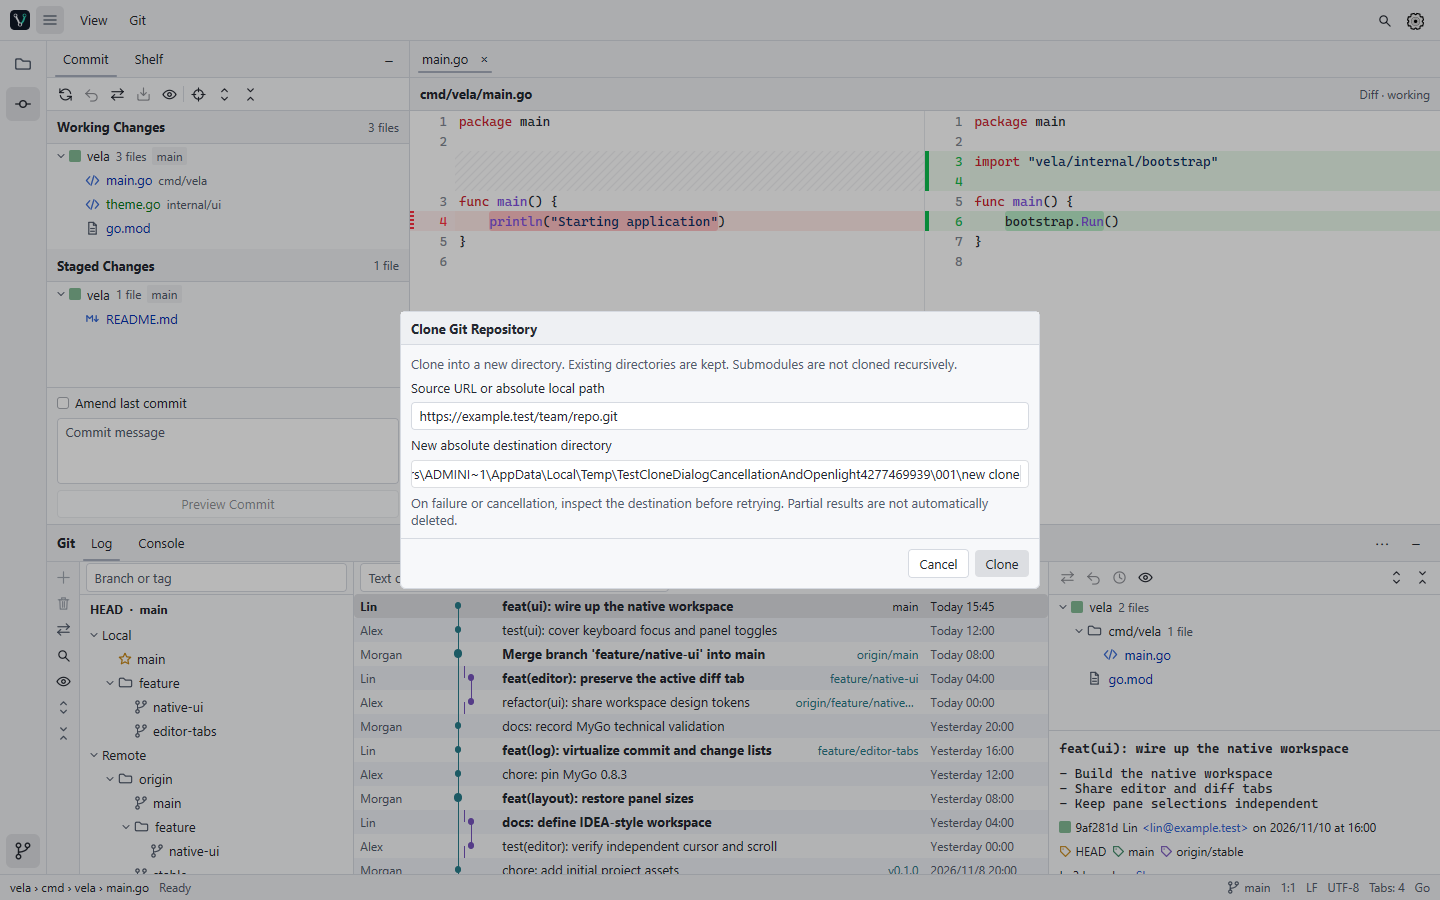 View Git
Commit Shelf
main.go ×
cmd/vela/main.go Diff · working
Working Changes 3 files
vela 3 files main
main.go cmd/vela
theme.go internal/ui
go.mod
Staged Changes 1 file
vela 1 file main
README.md
Amend last commit
Commit message
Preview Commit
1 package main
2
3 func main() {
4 println("Starting application")
5 }
6
1 package main
2
3 import "vela/internal/bootstrap"
4
5 func main() {
6 bootstrap.Run()
7 }
8
Clone Git Repository
Clone into a new directory. Existing directories are kept. Submodules are not cloned recursively.
Source URL or absolute local path
https://example.test/team/repo.git
New absolute destination directory
s\ADMINI~1\AppData\Local\Temp\TestCloneDialogCancellationAndOpenlight4277469939\001\new clone
On failure or cancellation, inspect the destination before retrying. Partial results are not automatically
deleted.
Cancel Clone
Git Log Console
Branch or tag
HEAD · main
Local
main
feature
native-ui
editor-tabs
Remote
origin
main
feature
native-ui
Text
Lin feat(ui): wire up the native workspace main Today 15:45
Alex test(ui): cover keyboard focus and panel toggles Today 12:00
Morgan Merge branch 'feature/native-ui' into main origin/main Today 08:00
Lin feat(editor): preserve the active diff tab feature/native-ui Today 04:00
Alex refactor(ui): share workspace design tokens origin/feature/native... Today 00:00
Morgan docs: record MyGo technical validation Yesterday 20:00
Lin feat(log): virtualize commit and change lists feature/editor-tabs Yesterday 16:00
Alex chore: pin MyGo 0.8.3 Yesterday 12:00
Morgan feat(layout): restore panel sizes Yesterday 08:00
Lin docs: define IDEA-style workspace Yesterday 04:00
Alex test(editor): verify independent cursor and scroll Yesterday 00:00
Morgan chore: add initial project assets v0.1.0 2026/11/8 20:00
vela 2 files
cmd/vela 1 file
main.go
go.mod
feat(ui): wire up the native workspace
– Build the native workspace
– Share editor and diff tabs
– Keep pane selections independent
9af281d Lin <lin@example.test> on 2026/11/10 at 16:00
HEAD main origin/stable
vela › cmd › vela › main.go Ready
main 1:1 LF UTF-8 Tabs: 4 Go